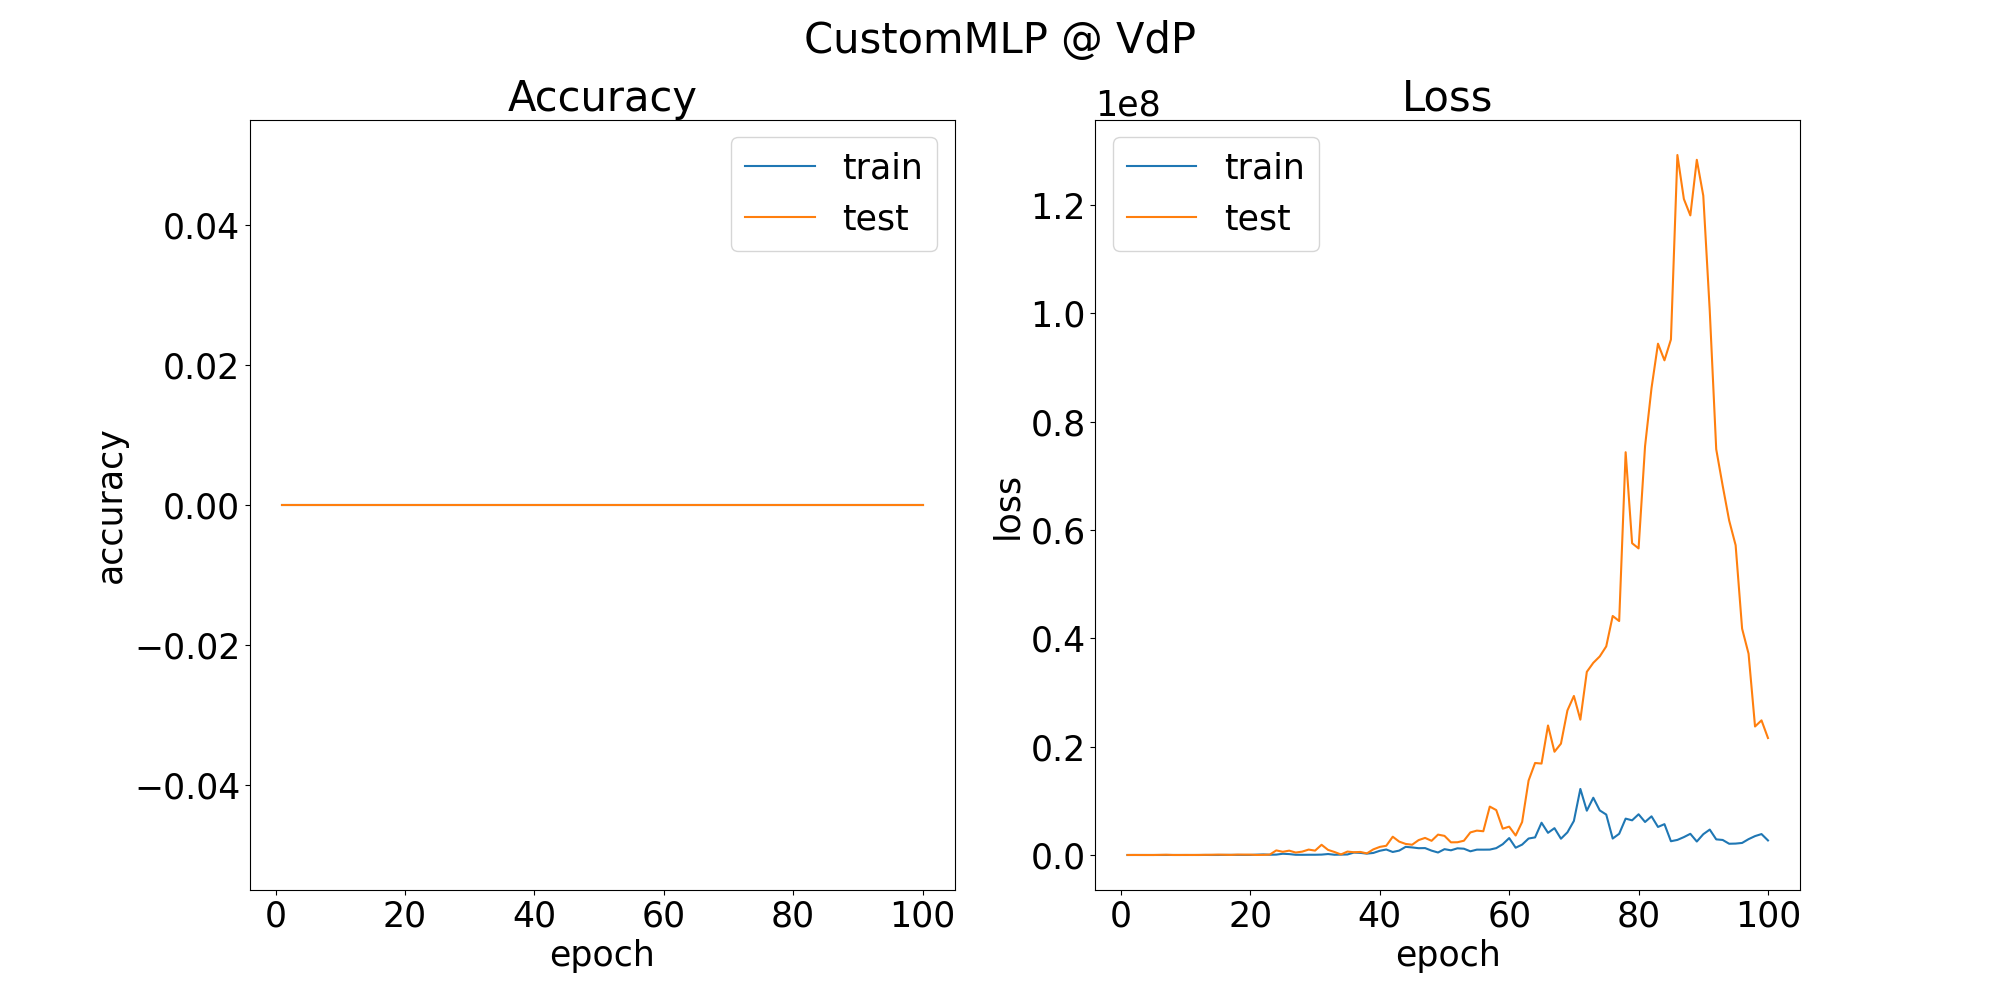 CustomMLP @ VdP
Accuracy
train
test
0.04
0.02
0.00
−0.02
−0.04
accuracy
0 20 40 60 80 100
epoch
Loss
1e8
train
test
1.2
1.0
0.8
0.6
0.4
0.2
0.0
loss
0 20 40 60 80 100
epoch